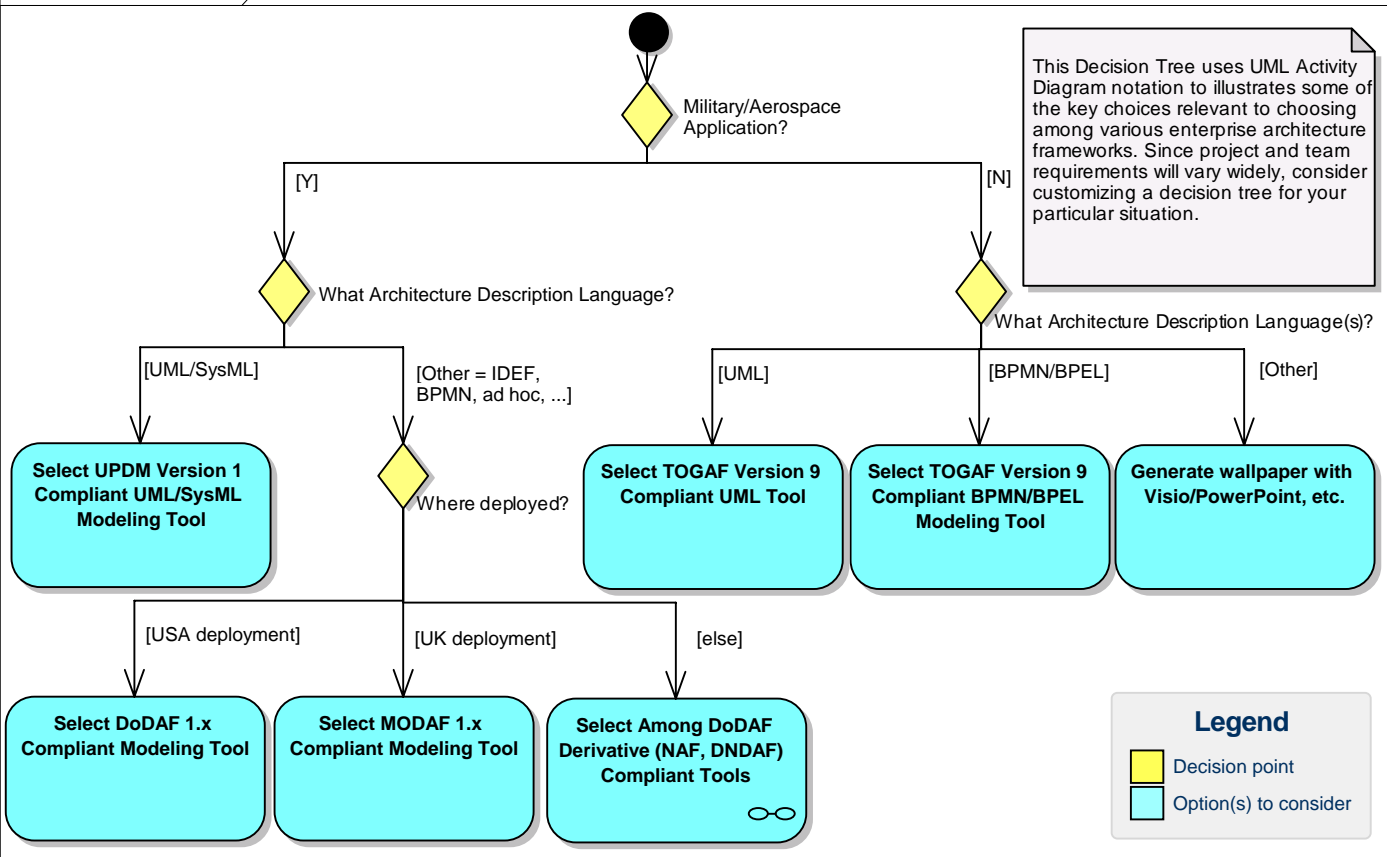 Military/Aerospace
Application?
This Decision Tree uses UML Activity
Diagram notation to illustrates some of
the key choices relevant to choosing
among various enterprise architecture
frameworks. Since project and team
requirements will vary widely, consider
customizing a decision tree for your
particular situation.
[Y]
[N]
What Architecture Description Language?
What Architecture Description Language(s)?
[UML/SysML]
[Other = IDEF,
BPMN, ad hoc, ...]
[UML]
[BPMN/BPEL]
[Other]
Select UPDM Version 1
Compliant UML/SysML
Modeling Tool
Where deployed?
Select TOGAF Version 9
Compliant UML Tool
Select TOGAF Version 9
Compliant BPMN/BPEL
Modeling Tool
Generate wallpaper with
Visio/PowerPoint, etc.
[USA deployment]
[UK deployment]
[else]
Select DoDAF 1.x
Compliant Modeling Tool
Select MODAF 1.x
Compliant Modeling Tool
Select Among DoDAF
Derivative (NAF, DNDAF)
Compliant Tools
Legend
Decision point
Option(s) to consider